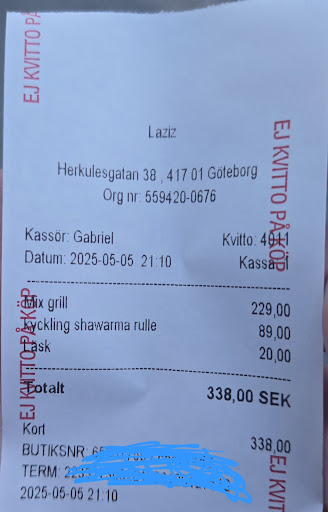 EJ KVITTO PÅ
Laziz
Herkulesgatan 38 , 417 01 Göteborg
Org nr: 559420-0676
EJ KVITTO PÅ KÖP
Kassör: Gabriel Kvitto: 4011
Datum: 2025-05-05 21:10 Kassa:
EJ KVITTO PÅ KÖP
Mix grill 229,00
Kyckling shawarma rulle 89,00
Läsk 20,00
Totalt 338,00 SEK
Kort 338,00
BUTIKSNR:
TERM:
2025-05-05 21:10
EJ KV